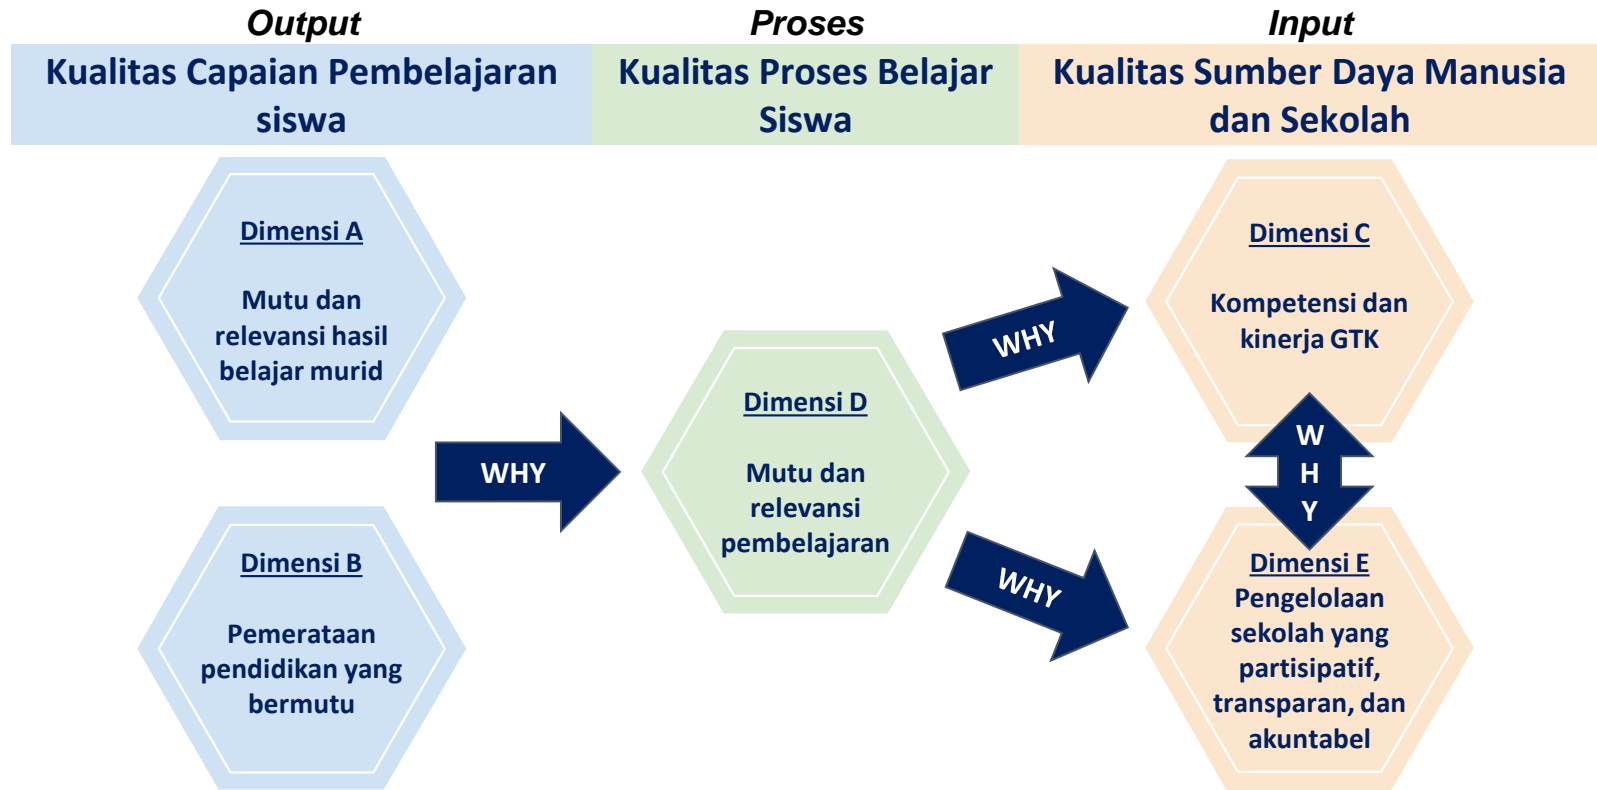 Output
Proses
Input
Kualitas Capaian Pembelajaran
siswa
Kualitas Proses Belajar
Siswa
Kualitas Sumber Daya Manusia
dan Sekolah
Dimensi A
Mutu dan
relevansi hasil
belajar murid
Dimensi B
Pemerataan
pendidikan yang
bermutu
WHY
Dimensi D
Mutu dan
relevansi
pembelajaran
WHY
WHY
Dimensi C
Kompetensi dan
kinerja GTK
W
H
Y
Dimensi E
Pengelolaan
sekolah yang
partisipatif,
transparan, dan
akuntabel